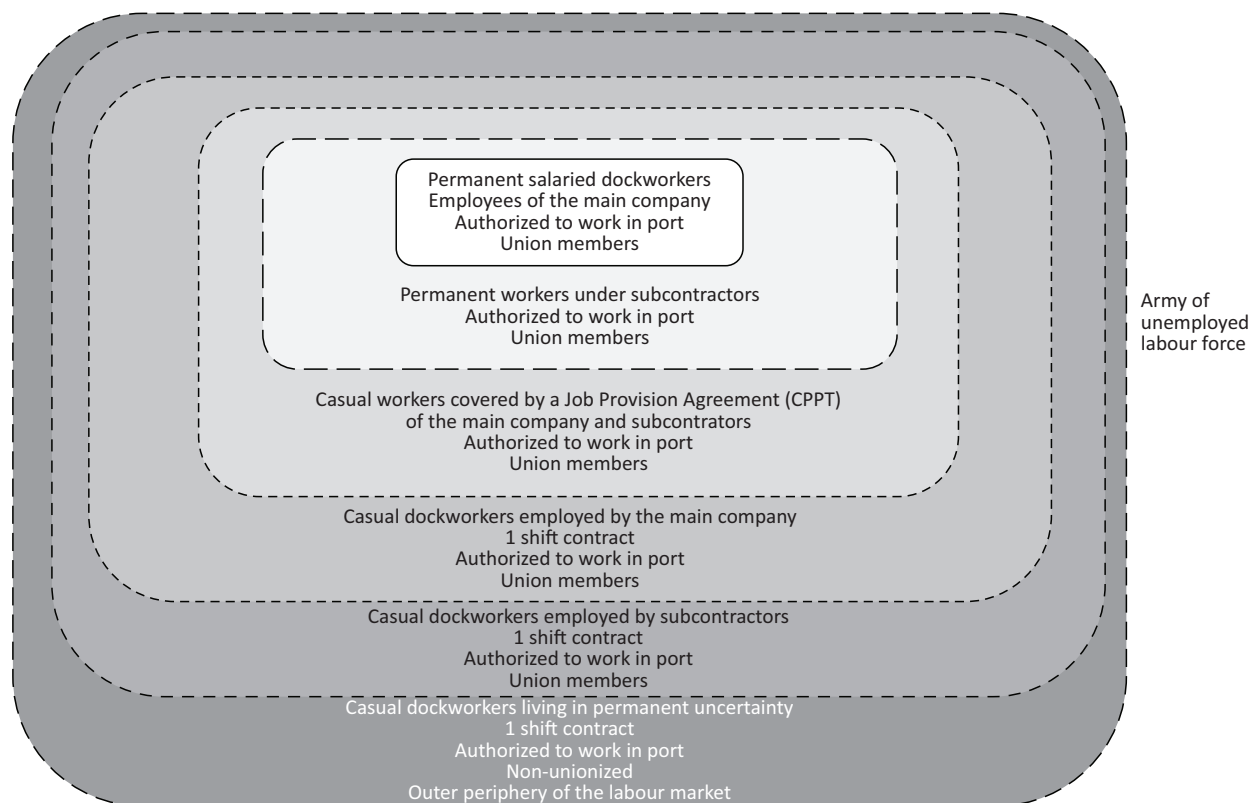 Permanent salaried dockworkers
Employees of the main company
Authorized to work in port
Union members
Permanent workers under subcontractors
Authorized to work in port
Union members
Casual workers covered by a Job Provision Agreement (CPPT)
of the main company and subcontrators
Authorized to work in port
Union members
Casual dockworkers employed by the main company
1 shift contract
Authorized to work in port
Union members
Casual dockworkers employed by subcontractors
1 shift contract
Authorized to work in port
Union members
Casual dockworkers living in permanent uncertainty
1 shift contract
Authorized to work in port
Non-unionized
Outer periphery of the labour market
Army of
unemployed
labour force